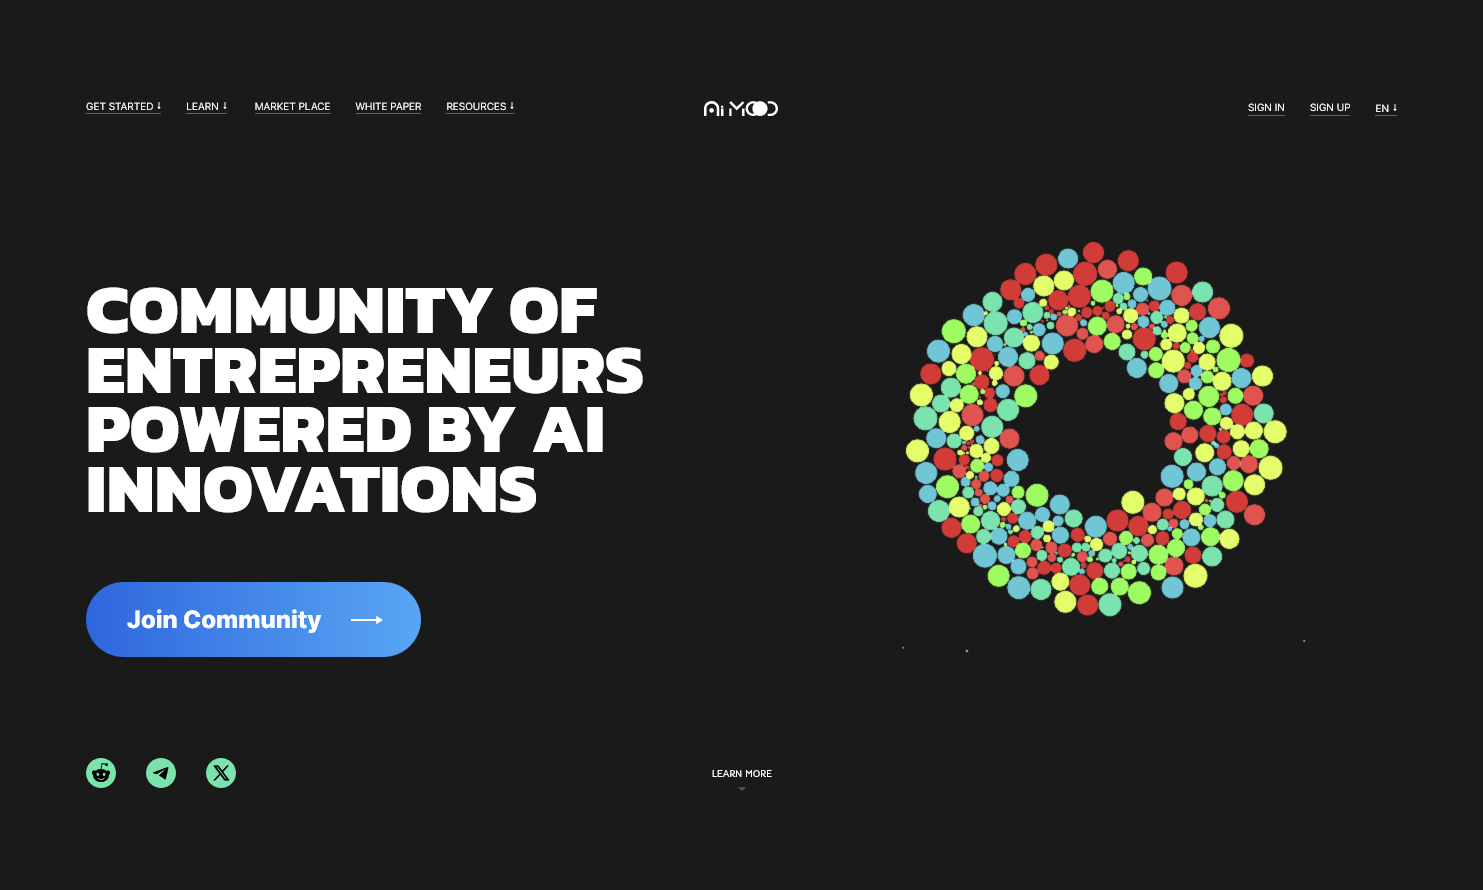 GET STARTED
LEARN
MARKET PLACE
WHITE PAPER
RESOURCES
Ai MOOD
SIGN IN
SIGN UP
EN
COMMUNITY OF
ENTREPRENEURS
POWERED BY AI
INNOVATIONS
Join Community
LEARN MORE